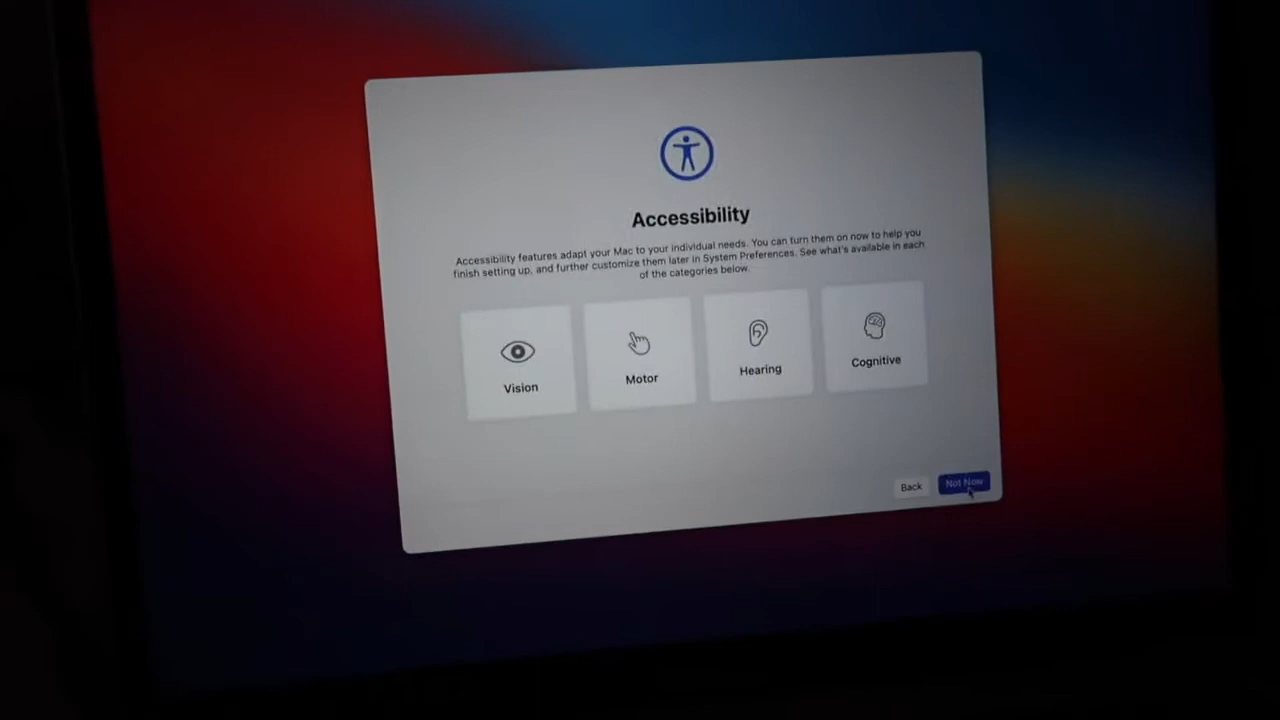 Accessibility
Accessibility features adapt your Mac to your individual needs. You can turn them on now to help you
finish setting up, and further customize them later in System Preferences. See what's available in each
of the categories below.
Vision
Motor
Hearing
Cognitive
Back
Not Now